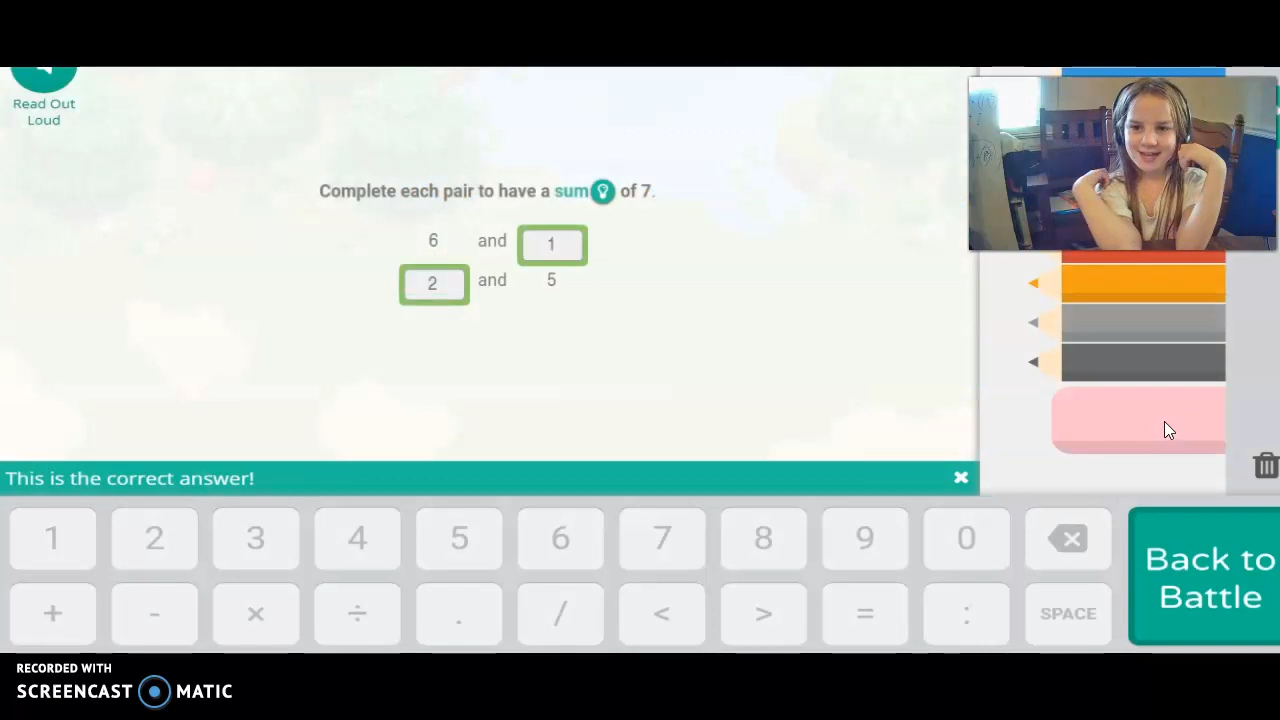 Read Out
Loud
Complete each pair to have a sum of 7.
6 and 1
2 and 5
This is the correct answer!
1 2 3 4 5 6 7 8 9 0
Back to
Battle
+ - × ÷ . / < > = : SPACE
RECORDED WITH
SCREENCAST MATIC